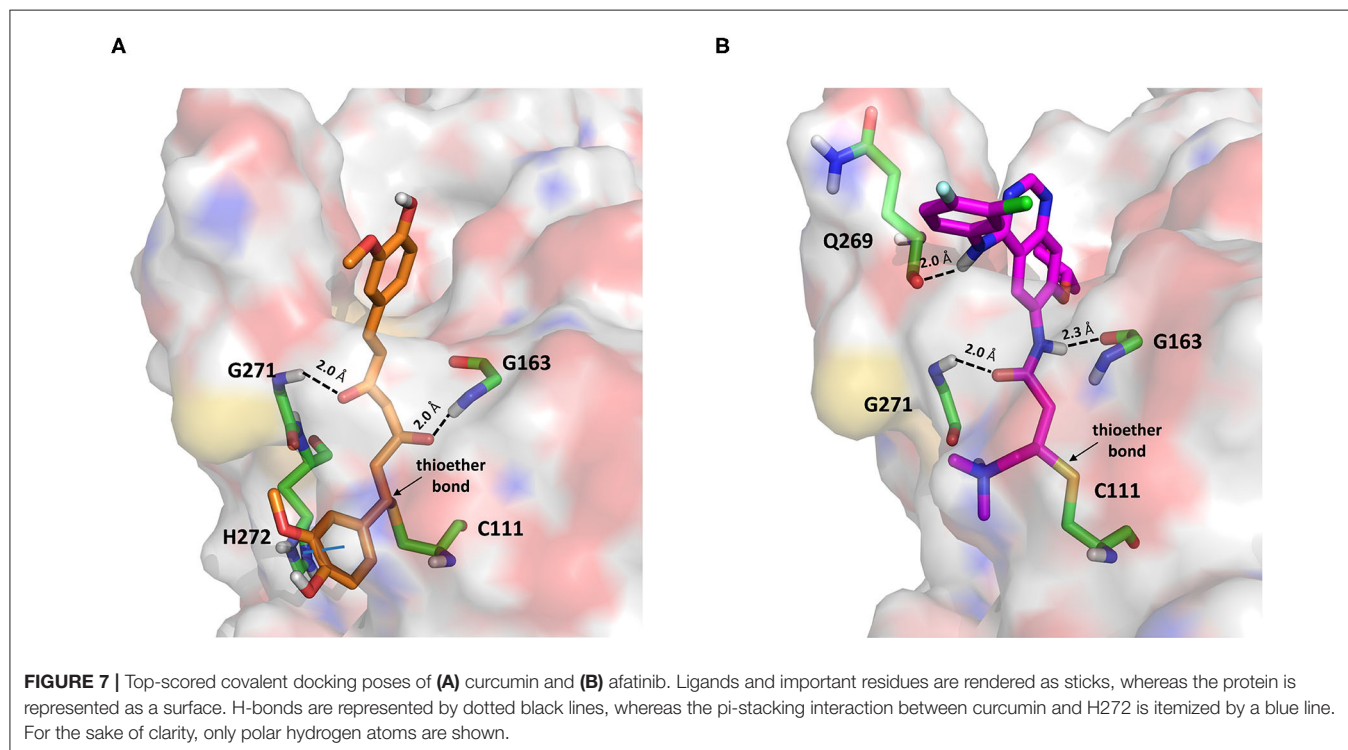 A
B
G271
2.0 Å
G163
2.0 Å
thioether
bond
H272
C111
Q269
2.0 Å
2.3 Å
G163
2.0 Å
G271
thioether
bond
C111
FIGURE 7 | Top-scored covalent docking poses of (A) curcumin and (B) afatinib. Ligands and important residues are rendered as sticks, whereas the protein is
represented as a surface. H-bonds are represented by dotted black lines, whereas the pi-stacking interaction between curcumin and H272 is itemized by a blue line.
For the sake of clarity, only polar hydrogen atoms are shown.